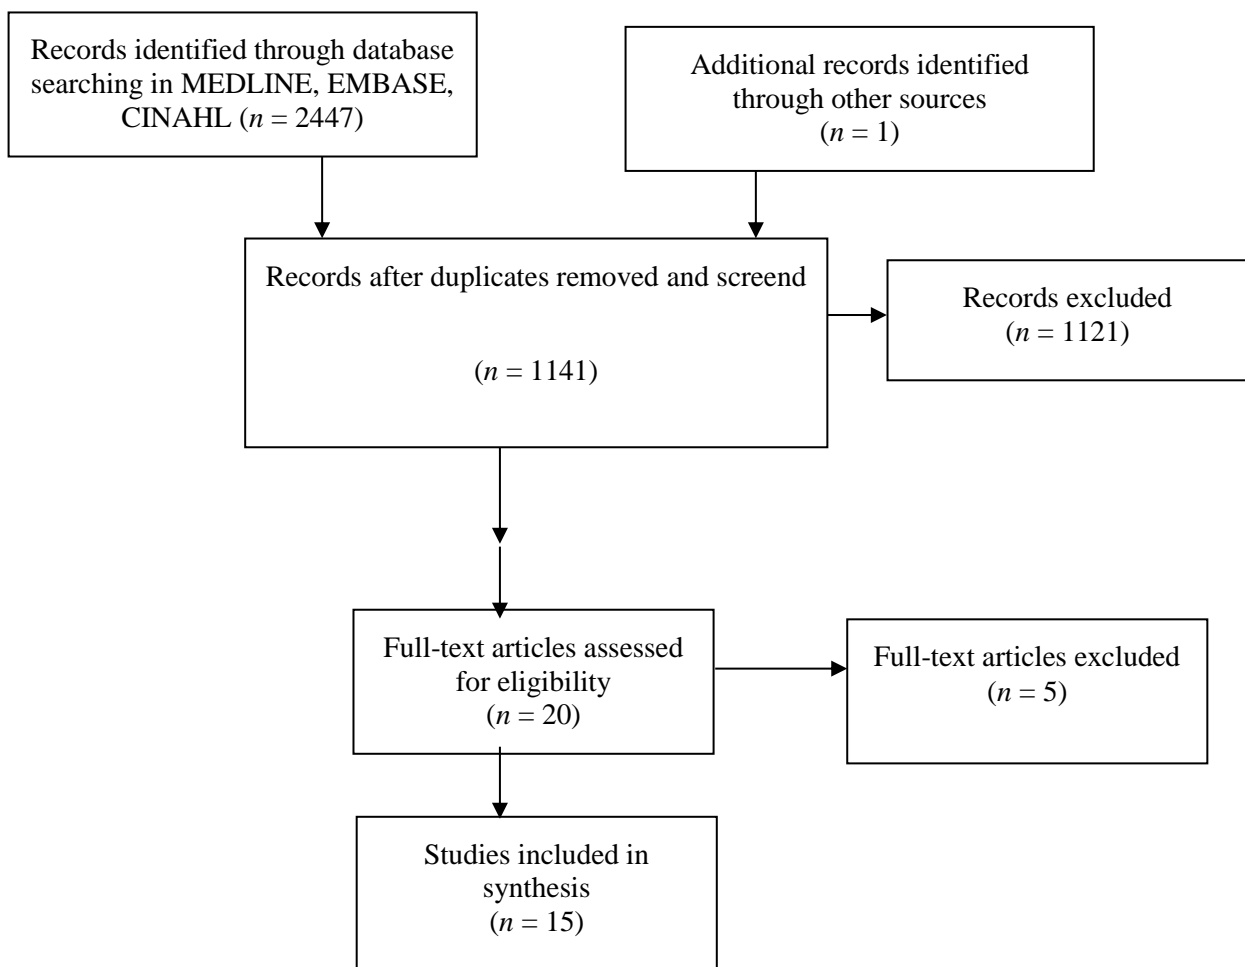 Records identified through database
searching in MEDLINE, EMBASE,
CINAHL (n = 2447)
Additional records identified
through other sources
(n = 1)
Records after duplicates removed and screend
(n = 1141)
Records excluded
(n = 1121)
Full-text articles assessed
for eligibility
(n = 20)
Full-text articles excluded
(n = 5)
Studies included in
synthesis
(n = 15)